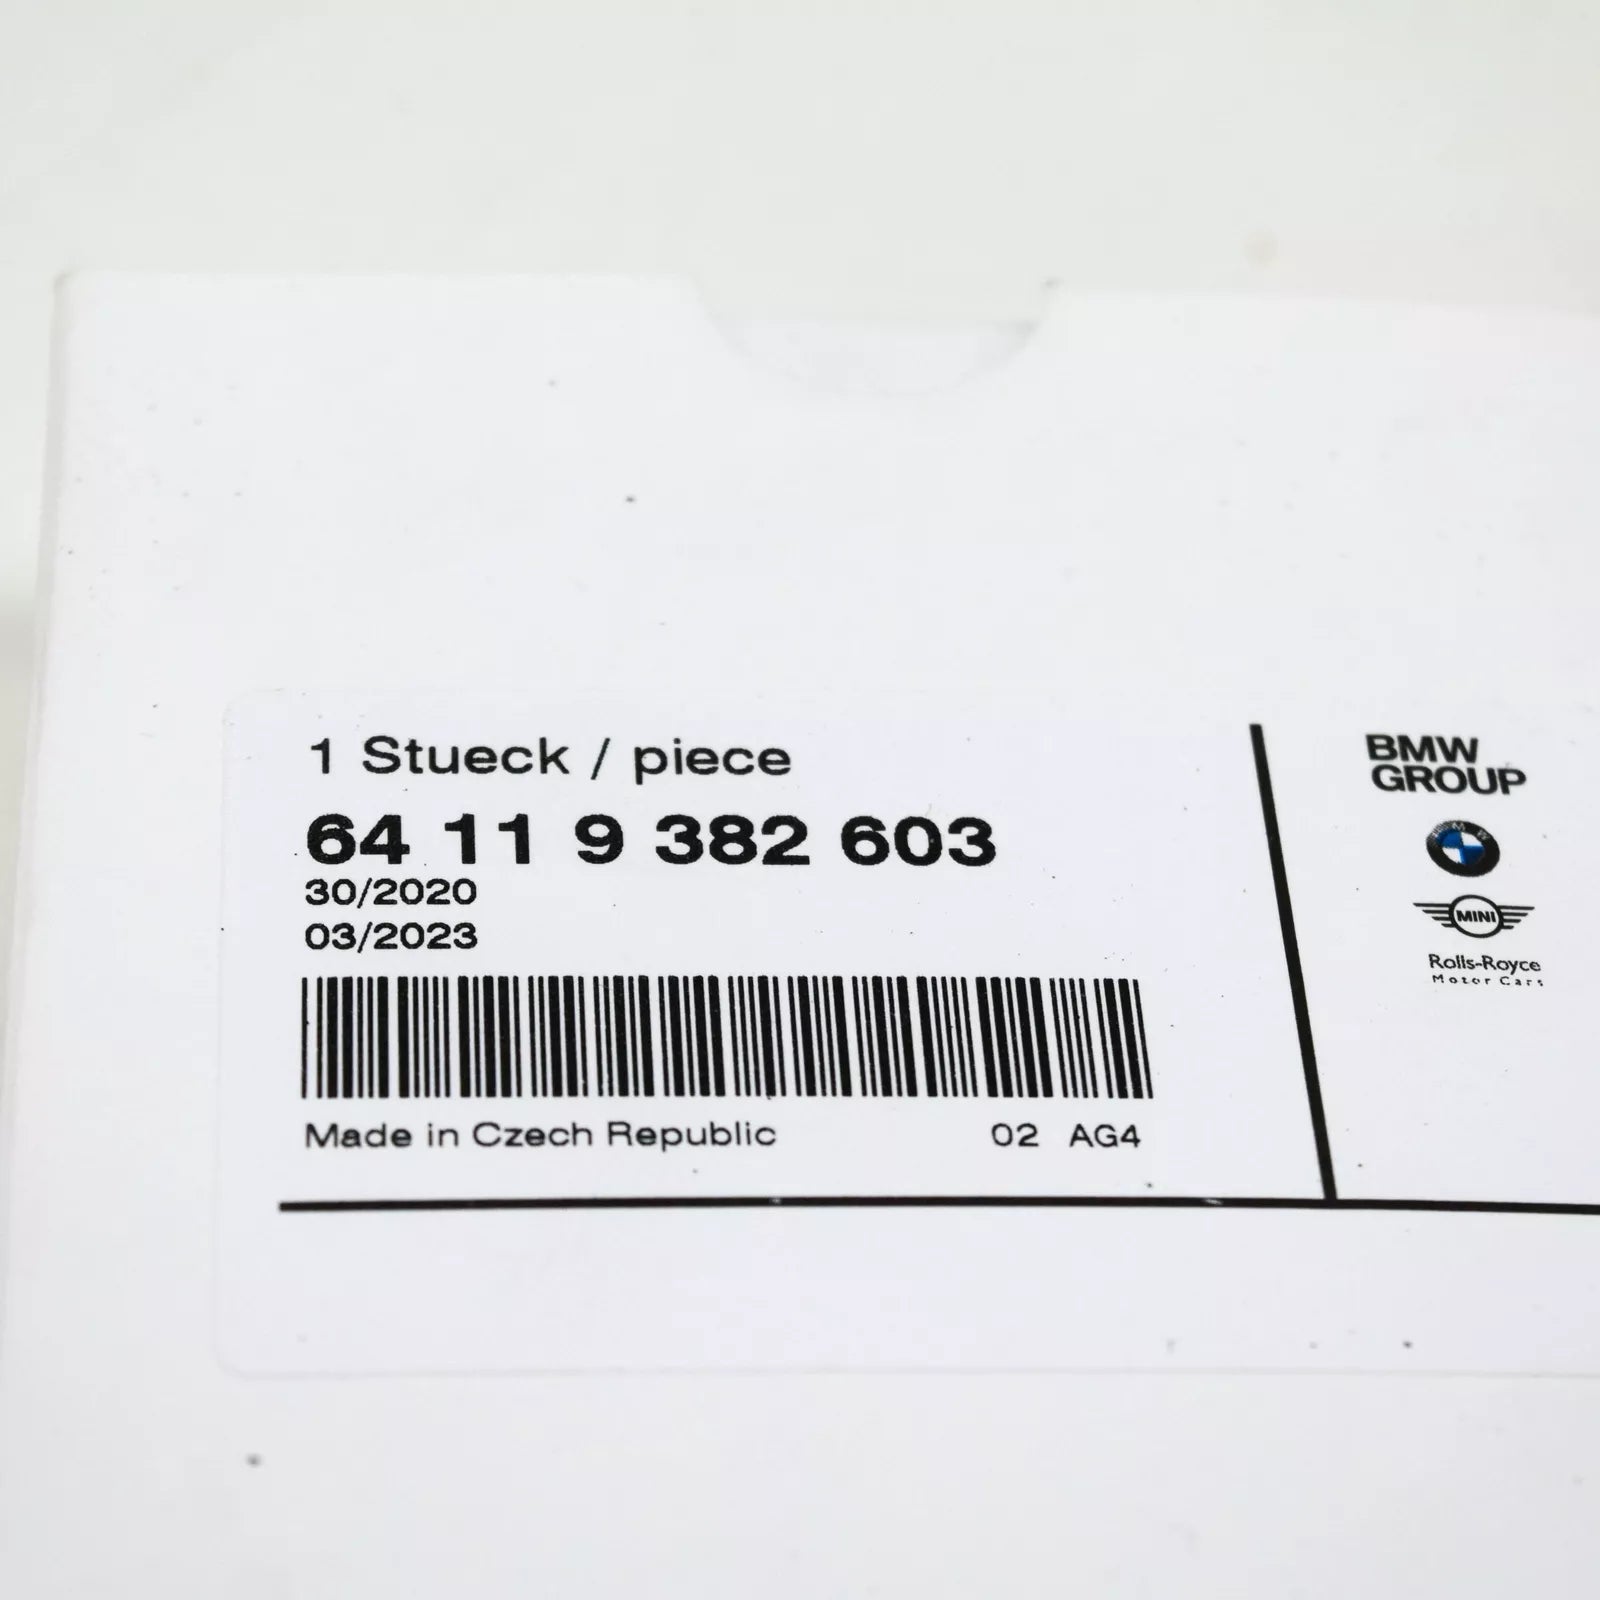 1 Stueck / piece
64 11 9 382 603
30/2020
03/2023
Made in Czech Republic 02 AG4
BMW
GROUP
BMW
MINI
Rolls-Royce
Motor Cars